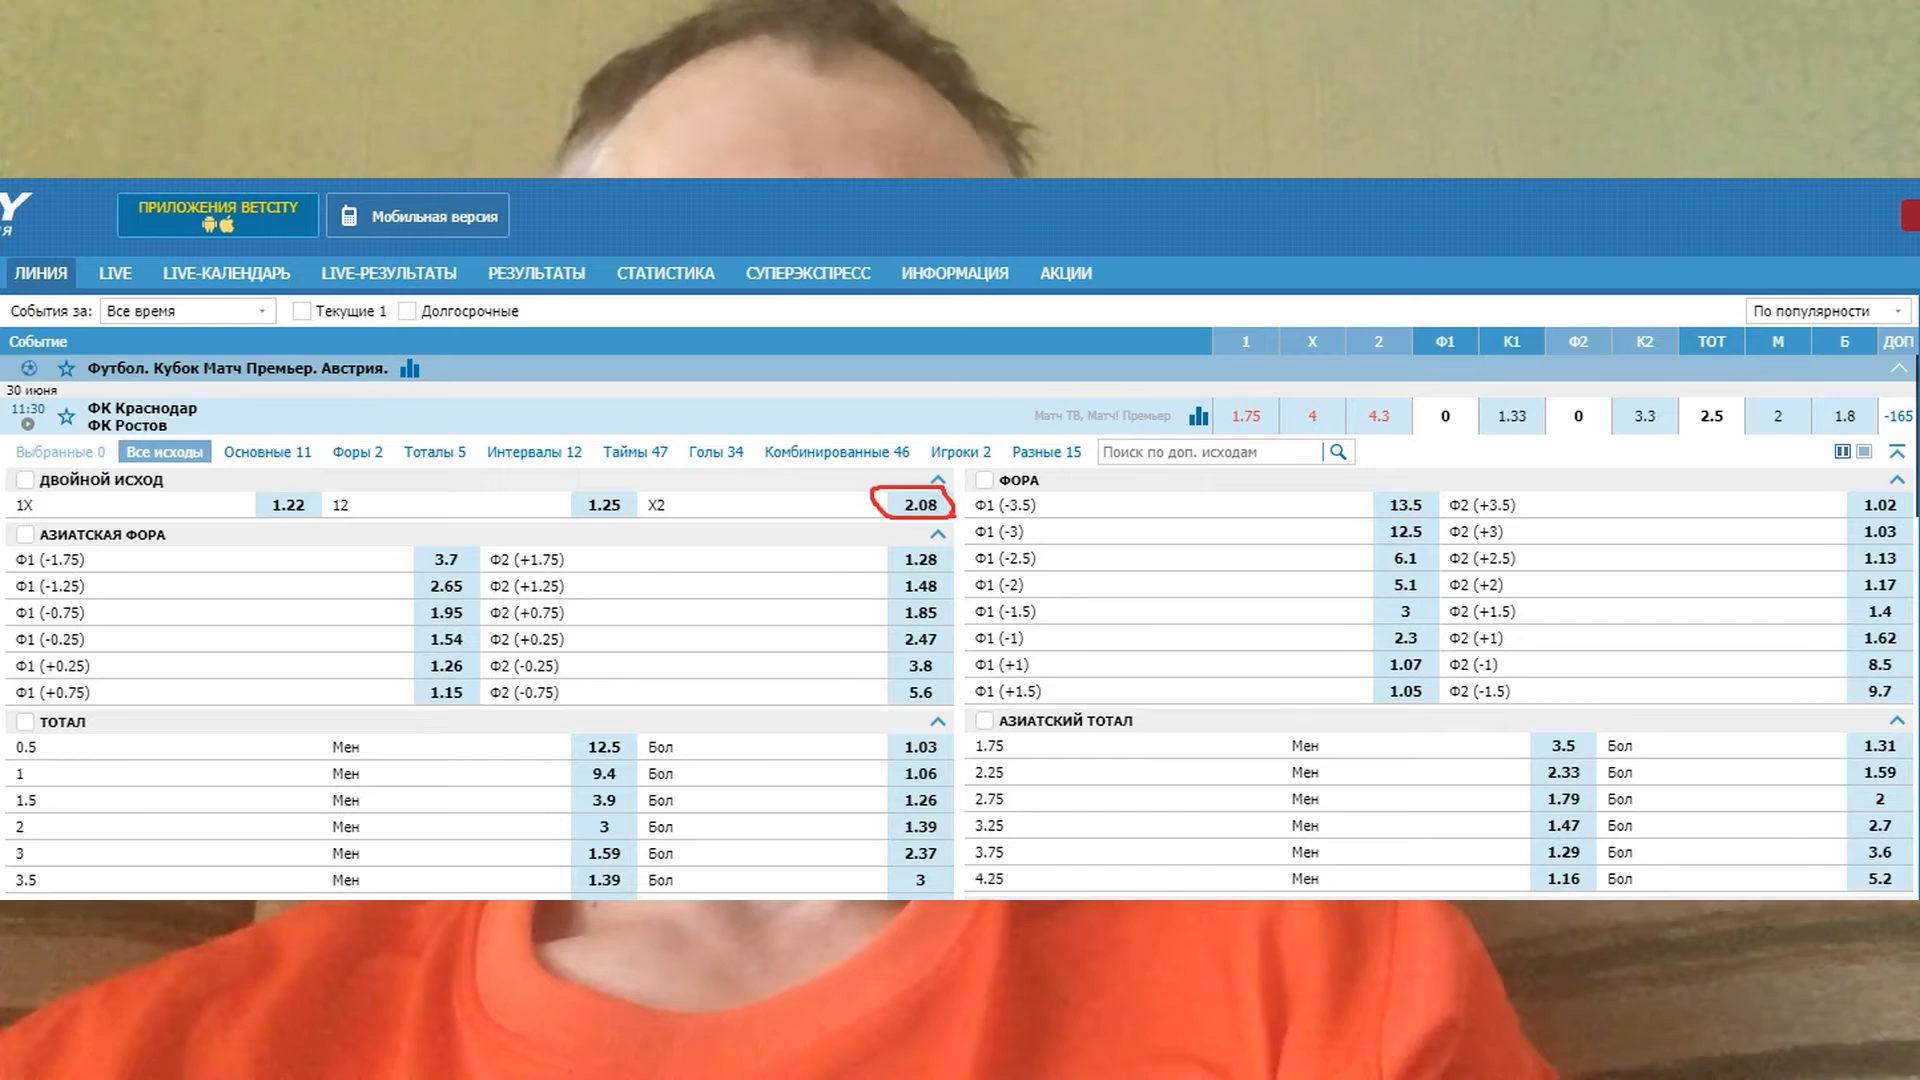 Y
Я
ПРИЛОЖЕНИЯ BETCITY
Мобильная версия
ЛИНИЯ LIVE LIVE-КАЛЕНДАРЬ LIVE-РЕЗУЛЬТАТЫ РЕЗУЛЬТАТЫ СТАТИСТИКА СУПЕРЭКСПРЕСС ИНФОРМАЦИЯ АКЦИИ
События за: Все время Текущие 1 Долгосрочные По популярности
Событие 1 X 2 Ф1 К1 Ф2 К2 ТОТ М Б ДОП
Футбол. Кубок Матч Премьер. Австрия.
30 июня
11:30 ФК Краснодар
ФК Ростов
Матч ТВ, Матч! Премьер 1.75 4 4.3 0 1.33 0 3.3 2.5 2 1.8 -165
Выбранные 0 Все исходы Основные 11 Форы 2 Тоталы 5 Интервалы 12 Таймы 47 Голы 34 Комбинированные 46 Игроки 2 Разные 15 Поиск по доп. исходам
ДВОЙНОЙ ИСХОД
1X 1.22 12 1.25 X2 2.08
АЗИАТСКАЯ ФОРА
Ф1 (-1.75) 3.7 Ф2 (+1.75) 1.28
Ф1 (-1.25) 2.65 Ф2 (+1.25) 1.48
Ф1 (-0.75) 1.95 Ф2 (+0.75) 1.85
Ф1 (-0.25) 1.54 Ф2 (+0.25) 2.47
Ф1 (+0.25) 1.26 Ф2 (-0.25) 3.8
Ф1 (+0.75) 1.15 Ф2 (-0.75) 5.6
ТОТАЛ
0.5 Мен 12.5 Бол 1.03
1 Мен 9.4 Бол 1.06
1.5 Мен 3.9 Бол 1.26
2 Мен 3 Бол 1.39
3 Мен 1.59 Бол 2.37
3.5 Мен 1.39 Бол 3
ФОРА
Ф1 (-3.5) 13.5 Ф2 (+3.5) 1.02
Ф1 (-3) 12.5 Ф2 (+3) 1.03
Ф1 (-2.5) 6.1 Ф2 (+2.5) 1.13
Ф1 (-2) 5.1 Ф2 (+2) 1.17
Ф1 (-1.5) 3 Ф2 (+1.5) 1.4
Ф1 (-1) 2.3 Ф2 (+1) 1.62
Ф1 (+1) 1.07 Ф2 (-1) 8.5
Ф1 (+1.5) 1.05 Ф2 (-1.5) 9.7
АЗИАТСКИЙ ТОТАЛ
1.75 Мен 3.5 Бол 1.31
2.25 Мен 2.33 Бол 1.59
2.75 Мен 1.79 Бол 2
3.25 Мен 1.47 Бол 2.7
3.75 Мен 1.29 Бол 3.6
4.25 Мен 1.16 Бол 5.2